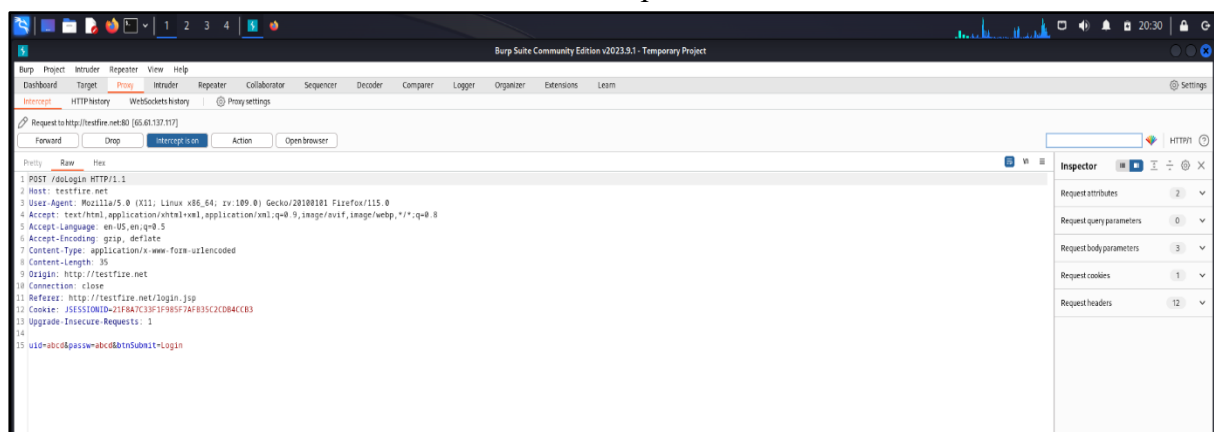 1 2 3 4 20:30
Burp Suite Community Edition v2023.9.1 - Temporary Project
Burp Project Intruder Repeater View Help
Dashboard Target Proxy Intruder Repeater Collaborator Sequencer Decoder Comparer Logger Organizer Extensions Learn Settings
Intercept HTTP history WebSockets history Proxy settings
Request to http://testfire.net:80 [65.61.137.117]
Forward Drop Intercept is on Action Open browser HTTP/1
Pretty Raw Hex
Inspector
1 POST /doLogin HTTP/1.1
2 Host: testfire.net
3 User-Agent: Mozilla/5.0 (X11; Linux x86_64; rv:109.0) Gecko/20100101 Firefox/115.0
4 Accept: text/html,application/xhtml+xml,application/xml;q=0.9,image/avif,image/webp,*/*;q=0.8
5 Accept-Language: en-US,en;q=0.5
6 Accept-Encoding: gzip, deflate
7 Content-Type: application/x-www-form-urlencoded
8 Content-Length: 35
9 Origin: http://testfire.net
10 Connection: close
11 Referer: http://testfire.net/login.jsp
12 Cookie: JSESSIONID=21F8A7C33F1F985F7AFB35C2CDB4CCB3
13 Upgrade-Insecure-Requests: 1
14
15 uid=abcd&passw=abcd&btnSubmit=Login
Request attributes 2
Request query parameters 0
Request body parameters 3
Request cookies 1
Request headers 12